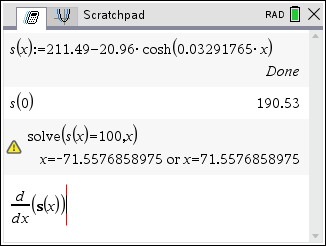 Scratchpad RAD
s(x):=211.49−20.96·cosh(0.03291765·x)
Done
s(0) 190.53
solve(s(x)=100,x)
x=-71.5576858975 or x=71.5576858975
d/dx(s(x))